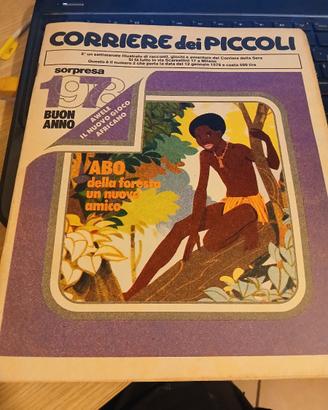 CORRIERE dei PICCOLI
E' un settimanale illustrato di racconti, giochi e avventure del Corriere della Sera
Si fa tutto in via Scarsellini 17 a Milano
Questo è il numero 2 che porta la data del 12 gennaio 1978 e costa 500 lire
sorpresa
1978
BUON
ANNO
AWELE
IL NUOVO GIOCO
AFRICANO
ABO
della foresta
un nuovo
amico